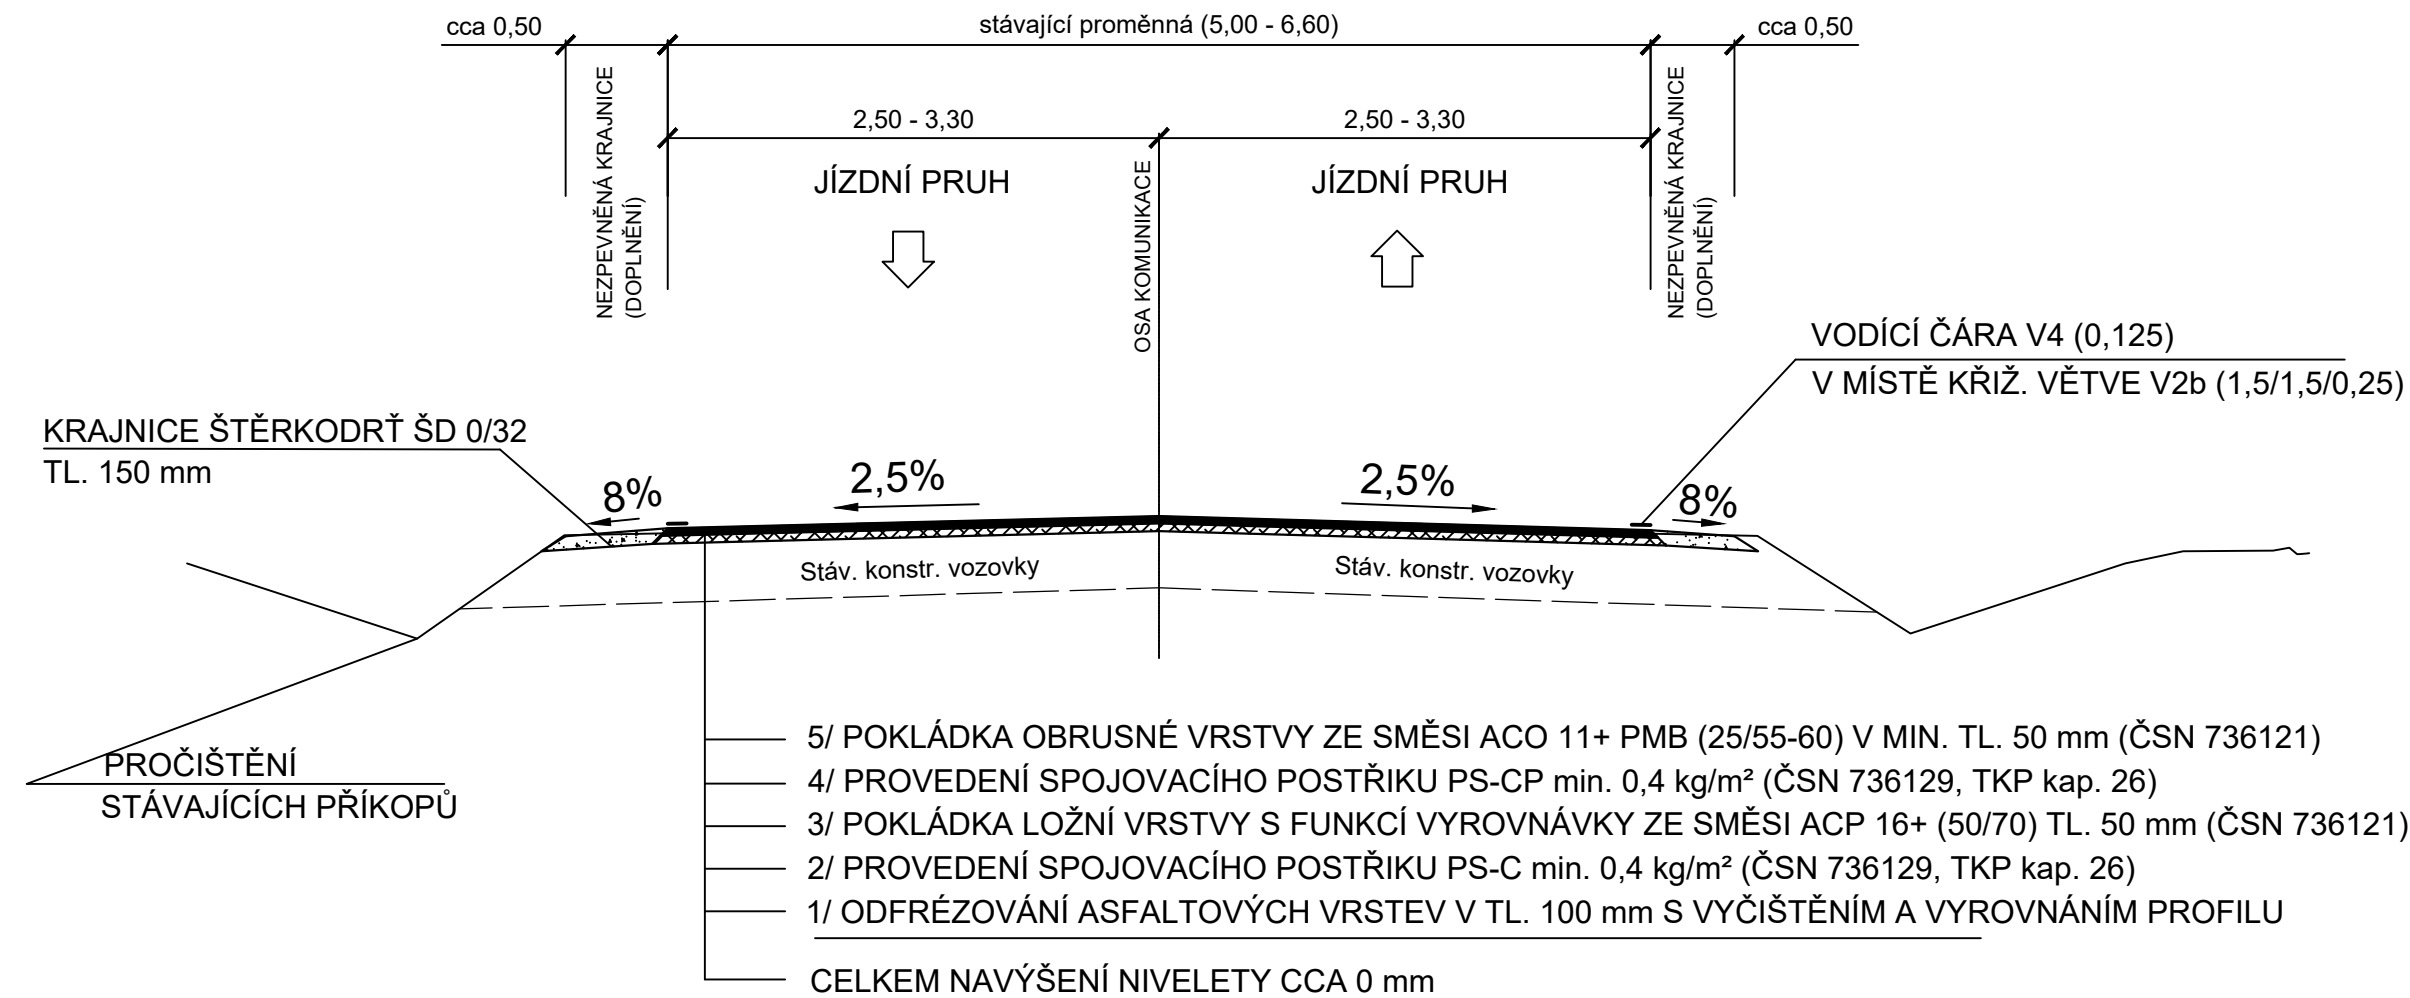 cca 0,50
stávající proměnná (5,00 - 6,60)
cca 0,50
NEZPEVNĚNÁ KRAJNICE
(DOPLNĚNÍ)
2,50 - 3,30
2,50 - 3,30
NEZPEVNĚNÁ KRAJNICE
(DOPLNĚNÍ)
JÍZDNÍ PRUH
OSA KOMUNIKACE
JÍZDNÍ PRUH
VODÍCÍ ČÁRA V4 (0,125)
V MÍSTĚ KŘIŽ. VĚTVE V2b (1,5/1,5/0,25)
KRAJNICE ŠTĚRKODRŤ ŠD 0/32
TL. 150 mm
8%
2,5%
2,5%
8%
Stáv. konstr. vozovky
Stáv. konstr. vozovky
PROČIŠTĚNÍ
STÁVAJÍCÍCH PŘÍKOPŮ
5/ POKLÁDKA OBRUSNÉ VRSTVY ZE SMĚSI ACO 11+ PMB (25/55-60) V MIN. TL. 50 mm (ČSN 736121)
4/ PROVEDENÍ SPOJOVACÍHO POSTŘIKU PS-CP min. 0,4 kg/m² (ČSN 736129, TKP kap. 26)
3/ POKLÁDKA LOŽNÍ VRSTVY S FUNKCÍ VYROVNÁVKY ZE SMĚSI ACP 16+ (50/70) TL. 50 mm (ČSN 736121)
2/ PROVEDENÍ SPOJOVACÍHO POSTŘIKU PS-C min. 0,4 kg/m² (ČSN 736129, TKP kap. 26)
1/ ODFRÉZOVÁNÍ ASFALTOVÝCH VRSTEV V TL. 100 mm S VYČIŠTĚNÍM A VYROVNÁNÍM PROFILU
CELKEM NAVÝŠENÍ NIVELETY CCA 0 mm